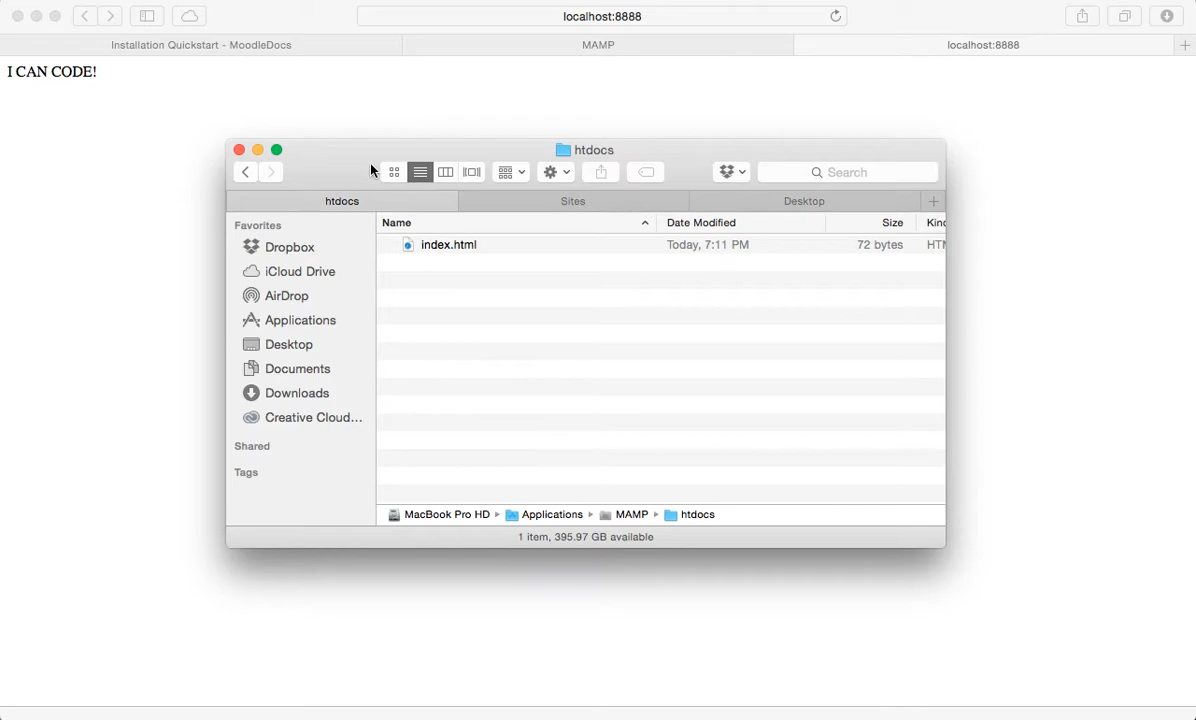 localhost:8888
Installation Quickstart - MoodleDocs
MAMP
localhost:8888
I CAN CODE!
htdocs
Search
htdocs
Sites
Desktop
Favorites
Name
Date Modified
Size
Kin
Dropbox
index.html
Today, 7:11 PM
72 bytes
HTM
iCloud Drive
AirDrop
Applications
Desktop
Documents
Downloads
Creative Cloud...
Shared
Tags
MacBook Pro HD
Applications
MAMP
htdocs
1 item, 395.97 GB available